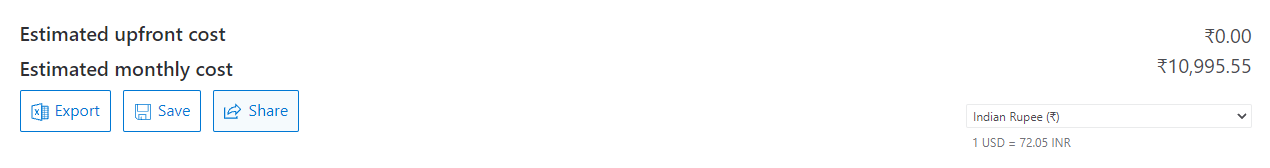 Estimated upfront cost ₹0.00
Estimated monthly cost ₹10,995.55
Export Save Share
Indian Rupee (₹)
1 USD = 72.05 INR